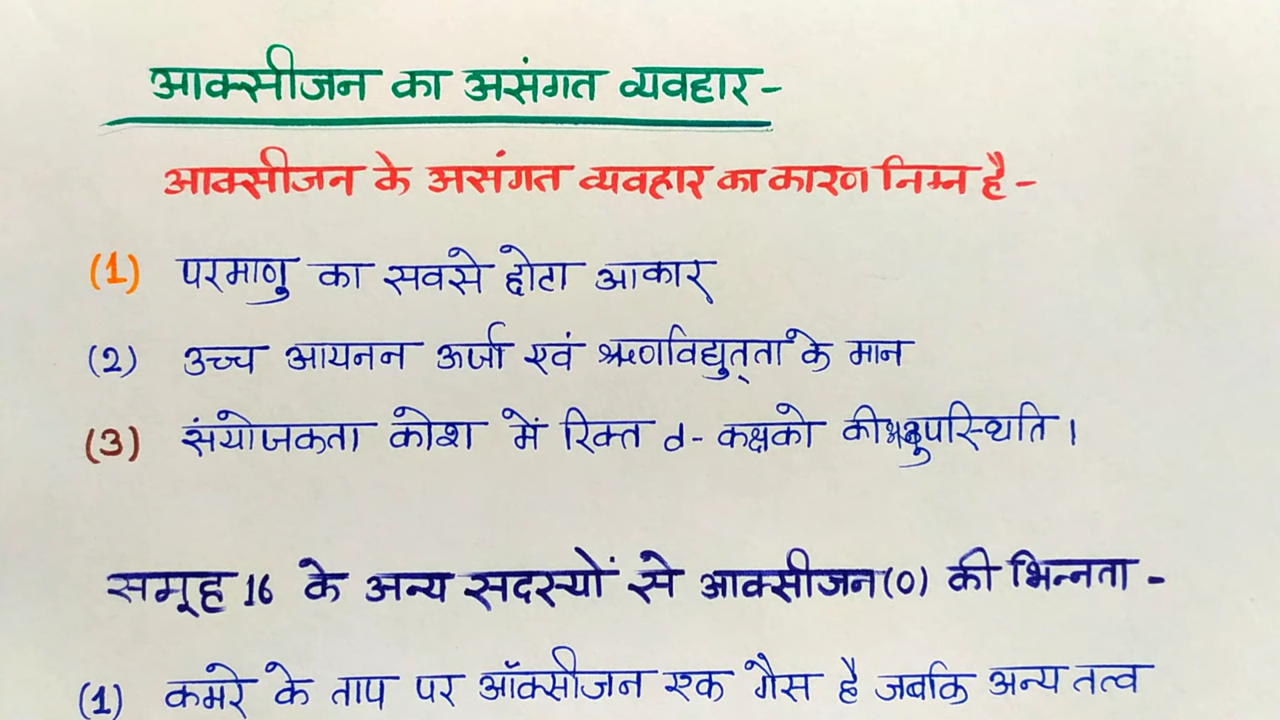 आक्सीजन का असंगत व्यवहार -
आक्सीजन के असंगत व्यवहार का कारण निम्न है -
(1) परमाणु का सबसे छोटा आकार
(2) उच्च आयनन ऊर्जा एवं ऋणविद्युत्ता के मान
(3) संयोजकता कोश में रिक्त d- कक्षको की अनुपस्थिति।
समूह 16 के अन्य सदस्यों से आक्सीजन(O) की भिन्नता -
(1) कमरे के ताप पर ऑक्सीजन एक गैस है जबकि अन्य तत्व